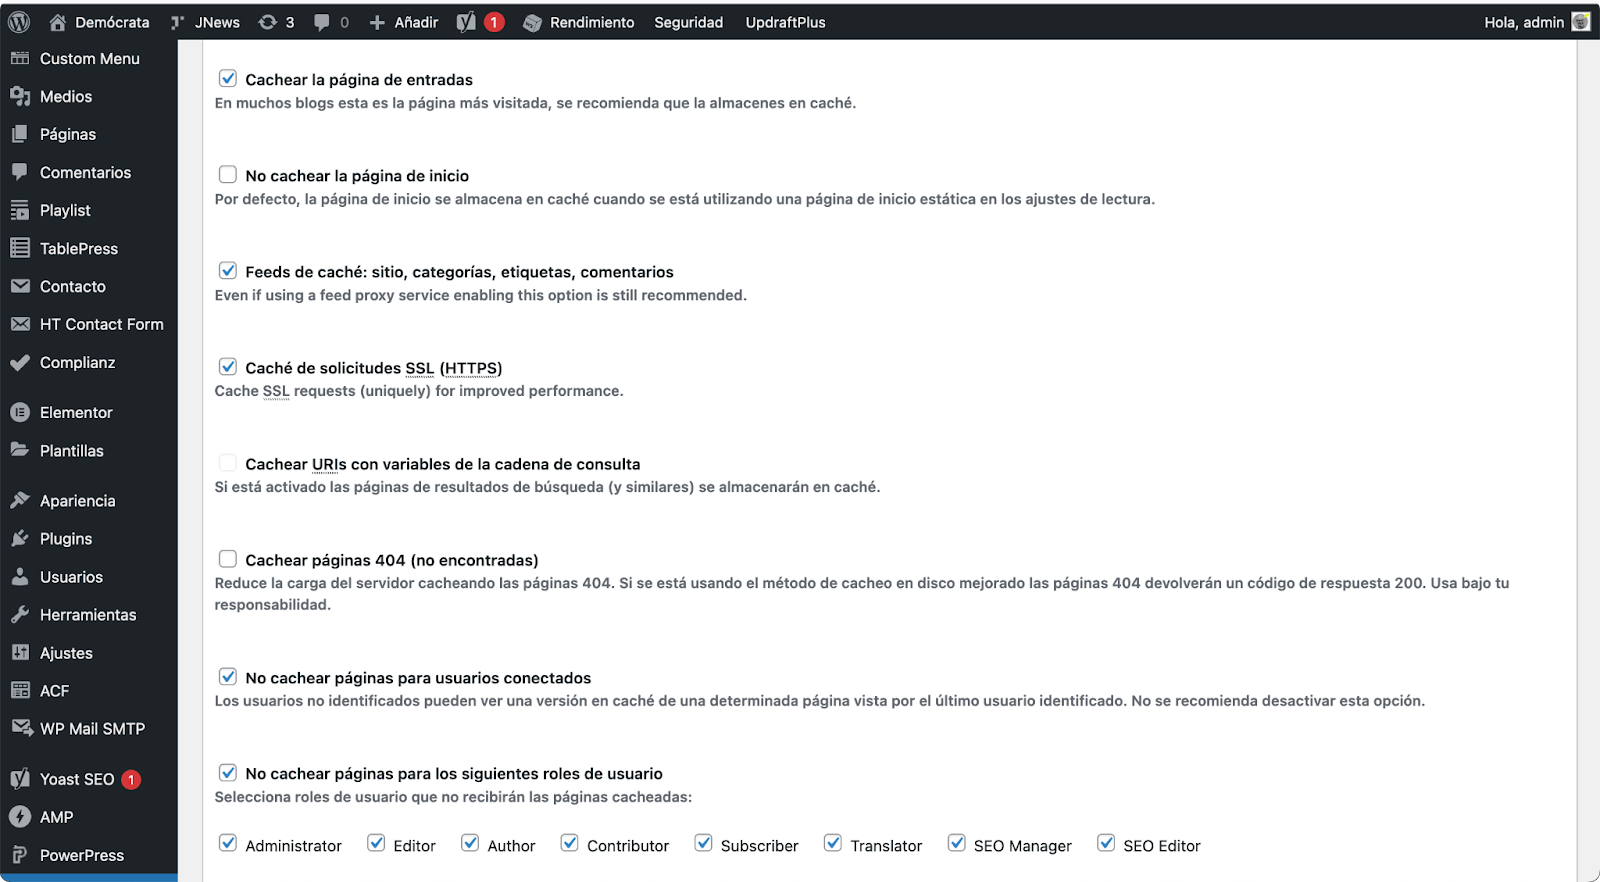 Demócrata JNews 3 0 Añadir 1 Rendimiento Seguridad UpdraftPlus Hola, admin
Custom Menu
Medios
Páginas
Comentarios
Playlist
TablePress
Contacto
HT Contact Form
Complianz
Elementor
Plantillas
Apariencia
Plugins
Usuarios
Herramientas
Ajustes
ACF
WP Mail SMTP
Yoast SEO 1
AMP
PowerPress
Cachear la página de entradas
En muchos blogs esta es la página más visitada, se recomienda que la almacenes en caché.
No cachear la página de inicio
Por defecto, la página de inicio se almacena en caché cuando se está utilizando una página de inicio estática en los ajustes de lectura.
Feeds de caché: sitio, categorías, etiquetas, comentarios
Even if using a feed proxy service enabling this option is still recommended.
Caché de solicitudes SSL (HTTPS)
Cache SSL requests (uniquely) for improved performance.
Cachear URIs con variables de la cadena de consulta
Si está activado las páginas de resultados de búsqueda (y similares) se almacenarán en caché.
Cachear páginas 404 (no encontradas)
Reduce la carga del servidor cacheando las páginas 404. Si se está usando el método de cacheo en disco mejorado las páginas 404 devolverán un código de respuesta 200. Usa bajo tu
responsabilidad.
No cachear páginas para usuarios conectados
Los usuarios no identificados pueden ver una versión en caché de una determinada página vista por el último usuario identificado. No se recomienda desactivar esta opción.
No cachear páginas para los siguientes roles de usuario
Selecciona roles de usuario que no recibirán las páginas cacheadas:
Administrator Editor Author Contributor Subscriber Translator SEO Manager SEO Editor